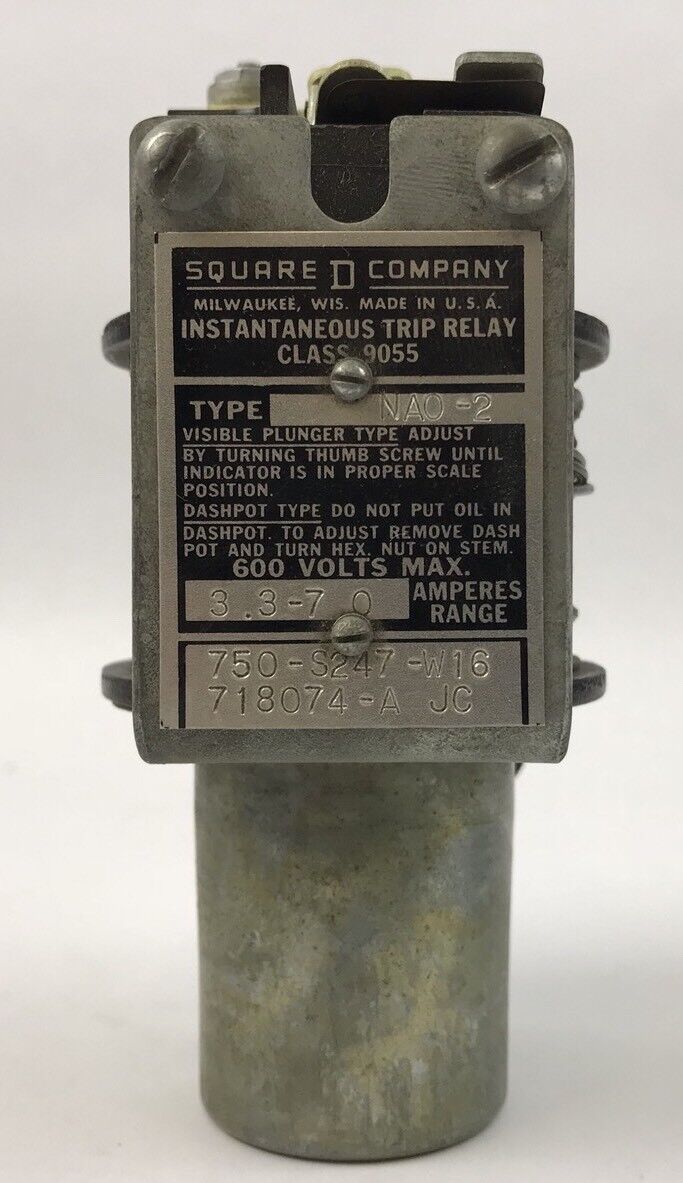 SQUARE D COMPANY
MILWAUKEE, WIS. MADE IN U.S.A.
INSTANTANEOUS TRIP RELAY
CLASS 9055
TYPE NAO-2
VISIBLE PLUNGER TYPE ADJUST
BY TURNING THUMB SCREW UNTIL
INDICATOR IS IN PROPER SCALE
POSITION.
DASHPOT TYPE DO NOT PUT OIL IN
DASHPOT. TO ADJUST REMOVE DASH
POT AND TURN HEX. NUT ON STEM.
600 VOLTS MAX.
3.3-7.0 AMPERES
RANGE
750-S247-W16
718074-A JC